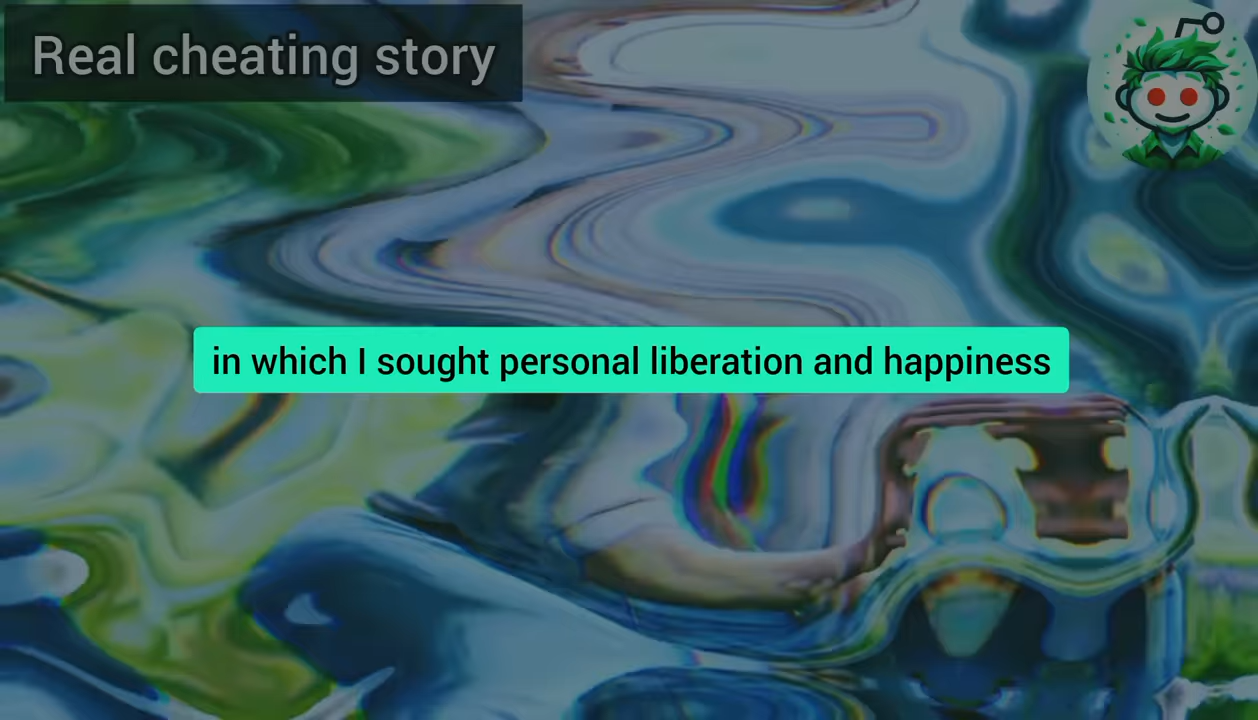 Real cheating story
in which I sought personal liberation and happiness